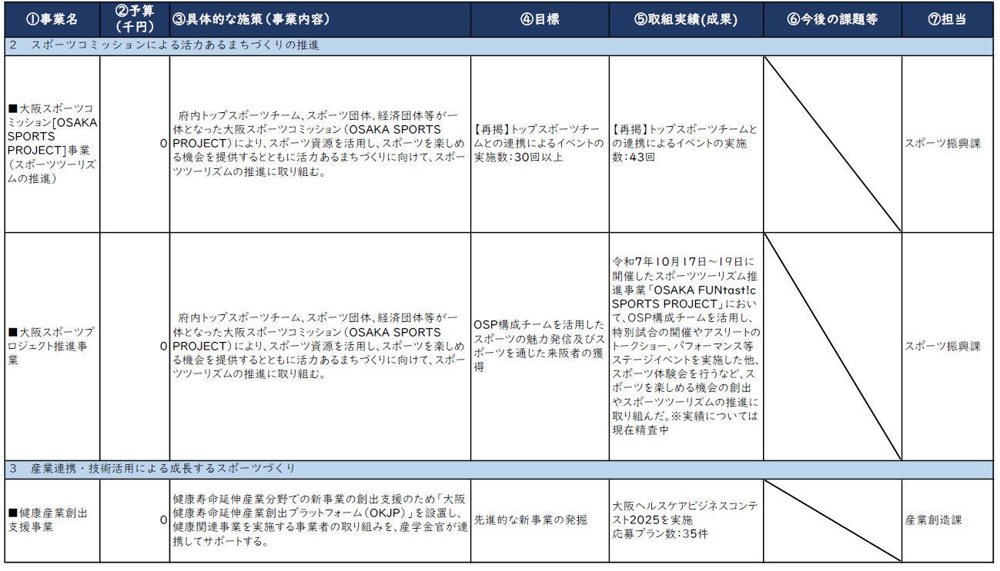 ①事業名
②予算
(千円)
③具体的な施策(事業内容)
④目標
⑤取組実績(成果)
⑥今後の課題等
⑦担当
2 スポーツコミッションによる活力あるまちづくりの推進
■大阪スポーツコ
ミッション[OSAKA
SPORTS
PROJECT]事業
(スポーツツーリズ
ムの推進)
0
府内トップスポーツチーム、スポーツ団体、経済団体等が一
体となった大阪スポーツコミッション(OSAKA SPORTS
PROJECT)により、スポーツ資源を活用し、スポーツを楽しめ
る機会を提供するとともに活力あるまちづくりに向けて、スポー
ツツーリズムの推進に取り組む。
【再掲】トップスポーツチー
ムとの連携によるイベントの
実施数:30回以上
【再掲】トップスポーツチームと
の連携によるイベントの実施
数:43回
スポーツ振興課
■大阪スポーツプ
ロジェクト推進事
業
0
府内トップスポーツチーム、スポーツ団体、経済団体等が一
体となった大阪スポーツコミッション(OSAKA SPORTS
PROJECT)により、スポーツ資源を活用し、スポーツを楽しめ
る機会を提供するとともに活力あるまちづくりに向けて、スポー
ツツーリズムの推進に取り組む。
OSP構成チームを活用した
スポーツの魅力発信及びス
ポーツを通じた来阪者の獲
得
令和7年10月17日~19日に
開催したスポーツツーリズム推
進事業「OSAKA FUNtast!c
SPORTS PROJECT」におい
て、OSP構成チームを活用し、
特別試合の開催やアスリートの
トークショー、パフォーマンス等
ステージイベントを実施した他、
スポーツ体験会を行うなど、ス
ポーツを楽しめる機会の創出
やスポーツツーリズムの推進に
取り組んだ。※実績については
現在精査中
スポーツ振興課
3 産業連携・技術活用による成長するスポーツづくり
■健康産業創出
支援事業
0
健康寿命延伸産業分野での新事業の創出支援のため「大阪
健康寿命延伸産業創出プラットフォーム(OKJP)」を設置し、
健康関連事業を実施する事業者の取り組みを、産学金官が連
携してサポートする。
先進的な新事業の発掘
大阪ヘルスケアビジネスコンテ
スト2025を実施
応募プラン数:35件
産業創造課